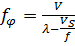 f_φ = V / (λ − V_S / f)